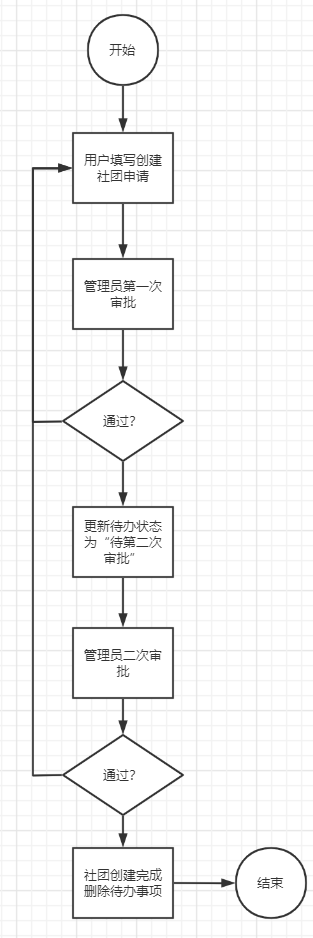 开始
用户填写创建
社团申请
管理员第一次
审批
通过?
更新待办状态
为“待第二次
审批”
管理员二次审
批
通过?
社团创建完成
删除待办事项
结束